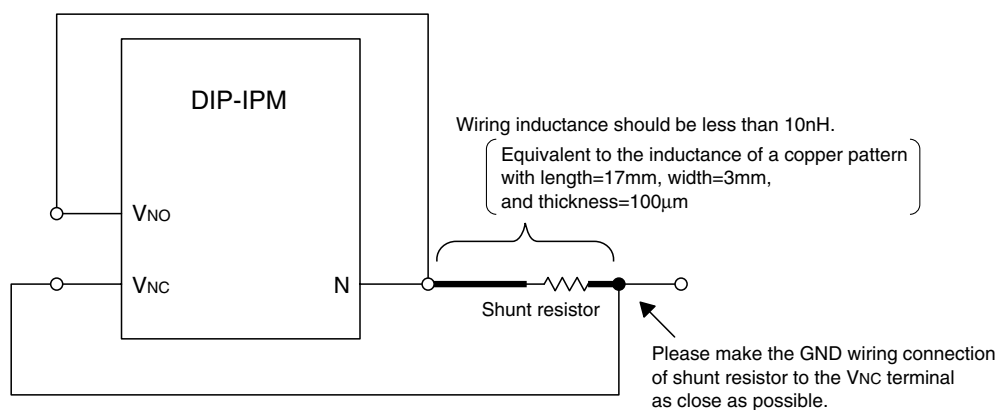 DIP-IPM
Wiring inductance should be less than 10nH.
Equivalent to the inductance of a copper pattern
with length=17mm, width=3mm,
and thickness=100μm
VNO
VNC
N
Shunt resistor
Please make the GND wiring connection
of shunt resistor to the VNC terminal
as close as possible.